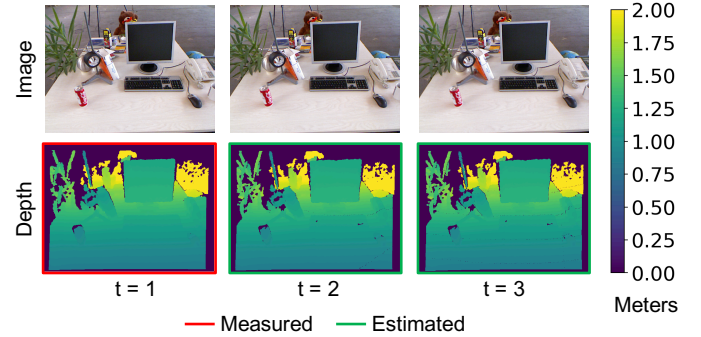 Image
Depth
t = 1
t = 2
t = 3
Measured
Estimated
2.00
1.75
1.50
1.25
1.00
0.75
0.50
0.25
0.00
Meters